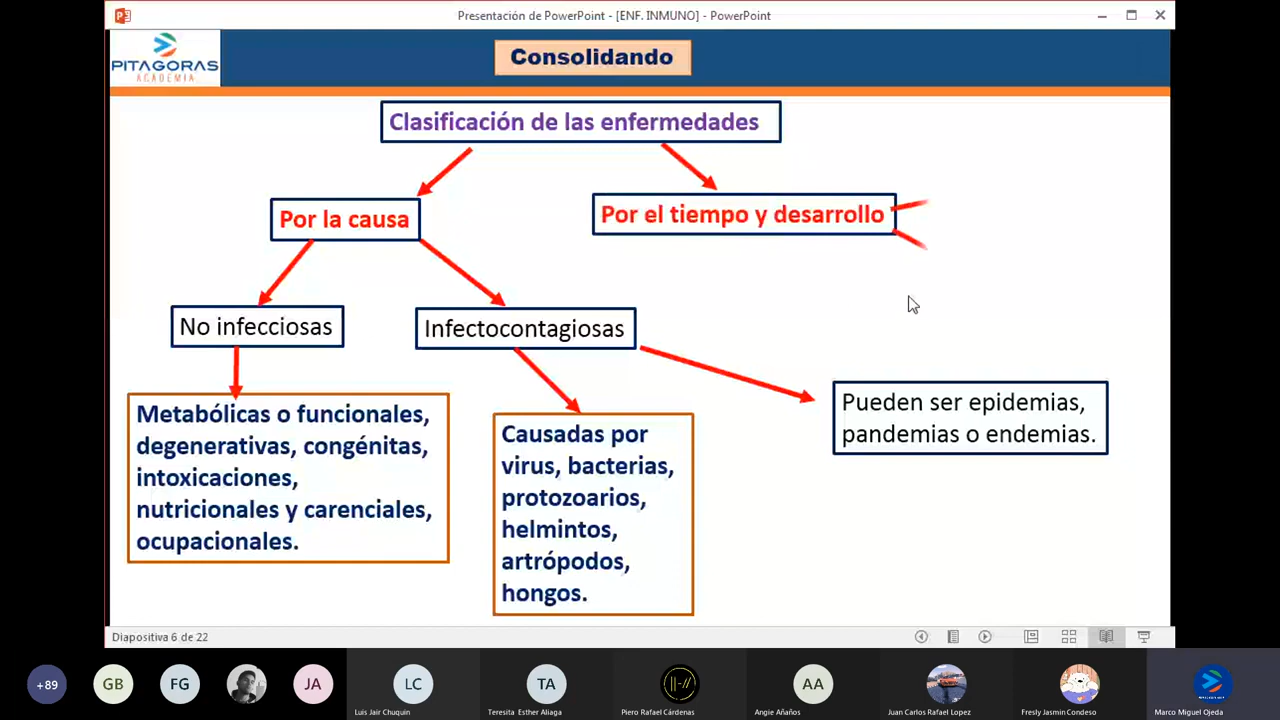 Presentación de PowerPoint - [ENF. INMUNO] - PowerPoint
PITAGORAS
ACADEMIA
Consolidando
Clasificación de las enfermedades
Por la causa
Por el tiempo y desarrollo
No infecciosas
Infectocontagiosas
Metabólicas o funcionales,
degenerativas, congénitas,
intoxicaciones,
nutricionales y carenciales,
ocupacionales.
Causadas por
virus, bacterias,
protozoarios,
helmintos,
artrópodos,
hongos.
Pueden ser epidemias,
pandemias o endemias.
Diapositiva 6 de 22
+89
GB
FG
JA
LC
TA
AA
Luis Jair Chuquin
Teresita Esther Aliaga
Piero Rafael Cárdenas
Angie Añaños
Juan Carlos Rafael Lopez
Fresly Jasmin Condeso
Marco Miguel Ojeda